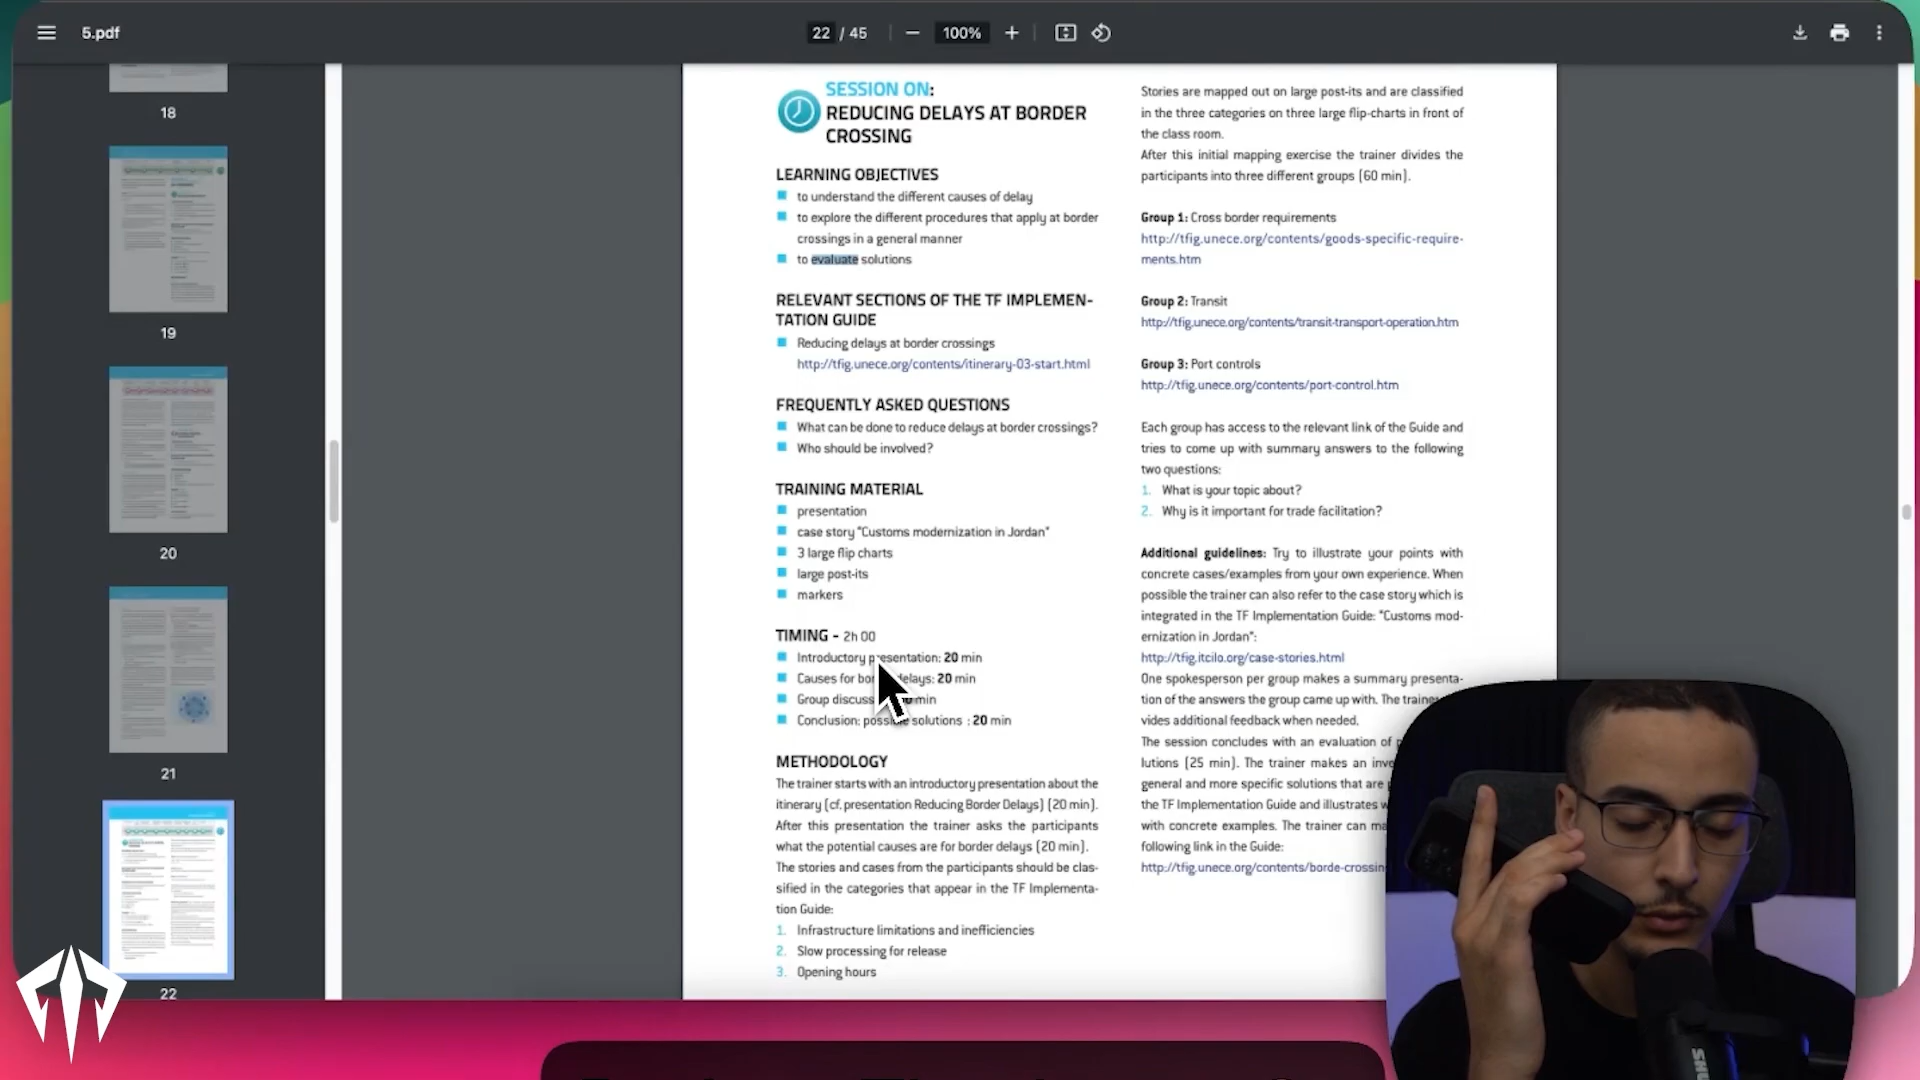 5.pdf
22 / 45
100%
18
19
20
21
22
SESSION ON:
REDUCING DELAYS AT BORDER
CROSSING
LEARNING OBJECTIVES
to understand the different causes of delay
to explore the different procedures that apply at border
crossings in a general manner
to evaluate solutions
RELEVANT SECTIONS OF THE TF IMPLEMEN-
TATION GUIDE
Reducing delays at border crossings
http://tfig.unece.org/contents/itinerary-03-start.html
FREQUENTLY ASKED QUESTIONS
What can be done to reduce delays at border crossings?
Who should be involved?
TRAINING MATERIAL
presentation
case story "Customs modernization in Jordan"
3 large flip charts
large post-its
markers
TIMING - 2h 00
Introductory presentation: 20 min
Causes for bor delays: 20 min
Group discuss min
Conclusion: possible solutions : 20 min
METHODOLOGY
The trainer starts with an introductory presentation about the
itinerary (cf. presentation Reducing Border Delays) (20 min).
After this presentation the trainer asks the participants
what the potential causes are for border delays (20 min).
The stories and cases from the participants should be clas-
sified in the categories that appear in the TF Implementa-
tion Guide:
1. Infrastructure limitations and inefficiencies
2. Slow processing for release
3. Opening hours
Stories are mapped out on large post-its and are classified
in the three categories on three large flip-charts in front of
the class room.
After this initial mapping exercise the trainer divides the
participants into three different groups (60 min).
Group 1: Cross border requirements
http://tfig.unece.org/contents/goods-specific-require-
ments.htm
Group 2: Transit
http://tfig.unece.org/contents/transit-transport-operation.htm
Group 3: Port controls
http://tfig.unece.org/contents/port-control.htm
Each group has access to the relevant link of the Guide and
tries to come up with summary answers to the following
two questions:
1. What is your topic about?
2. Why is it important for trade facilitation?
Additional guidelines: Try to illustrate your points with
concrete cases/examples from your own experience. When
possible the trainer can also refer to the case story which is
integrated in the TF Implementation Guide: "Customs mod-
ernization in Jordan":
http://tfig.itcilo.org/case-stories.html
One spokesperson per group makes a summary presenta-
tion of the answers the group came up with. The trainer
vides additional feedback when needed.
The session concludes with an evaluation of
lutions (25 min). The trainer makes an inve
general and more specific solutions that are
the TF Implementation Guide and illustrates w
with concrete examples. The trainer can ma
following link in the Guide:
http://tfig.unece.org/contents/borde-crossin
SHURE